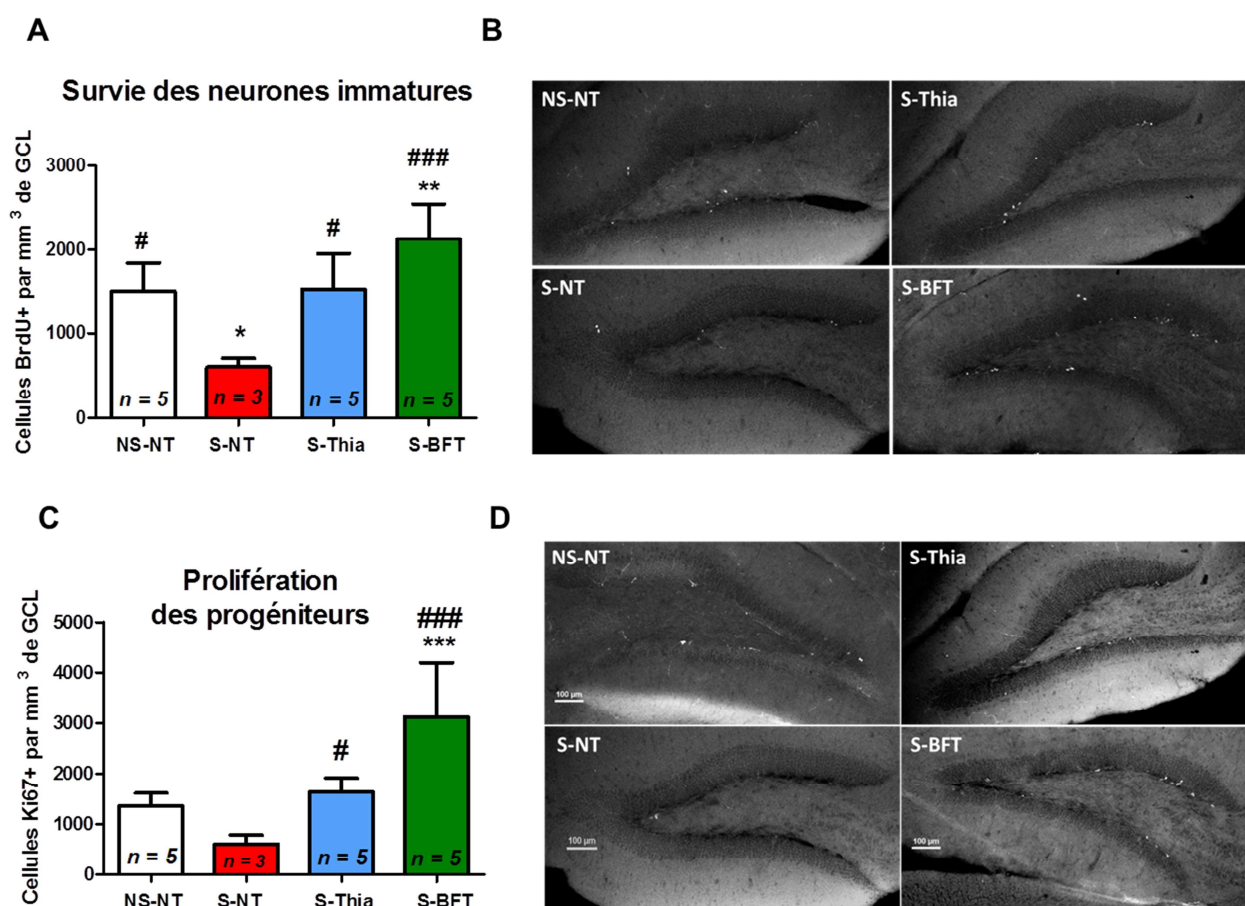 A
Survie des neurones immatures
Cellules BrdU+ par mm 3 de GCL
3000
2000
1000
0
#
*
#
###
**
n = 5
n = 3
n = 5
n = 5
NS-NT
S-NT
S-Thia
S-BFT
B
NS-NT
S-Thia
S-NT
S-BFT
C
Prolifération
des progéniteurs
Cellules Ki67+ par mm 3 de GCL
5000
4000
3000
2000
1000
0
#
###
***
n = 5
n = 3
n = 5
n = 5
NS-NT
S-NT
S-Thia
S-BFT
D
NS-NT
100 µm
S-Thia
S-NT
100 µm
S-BFT
100 µm